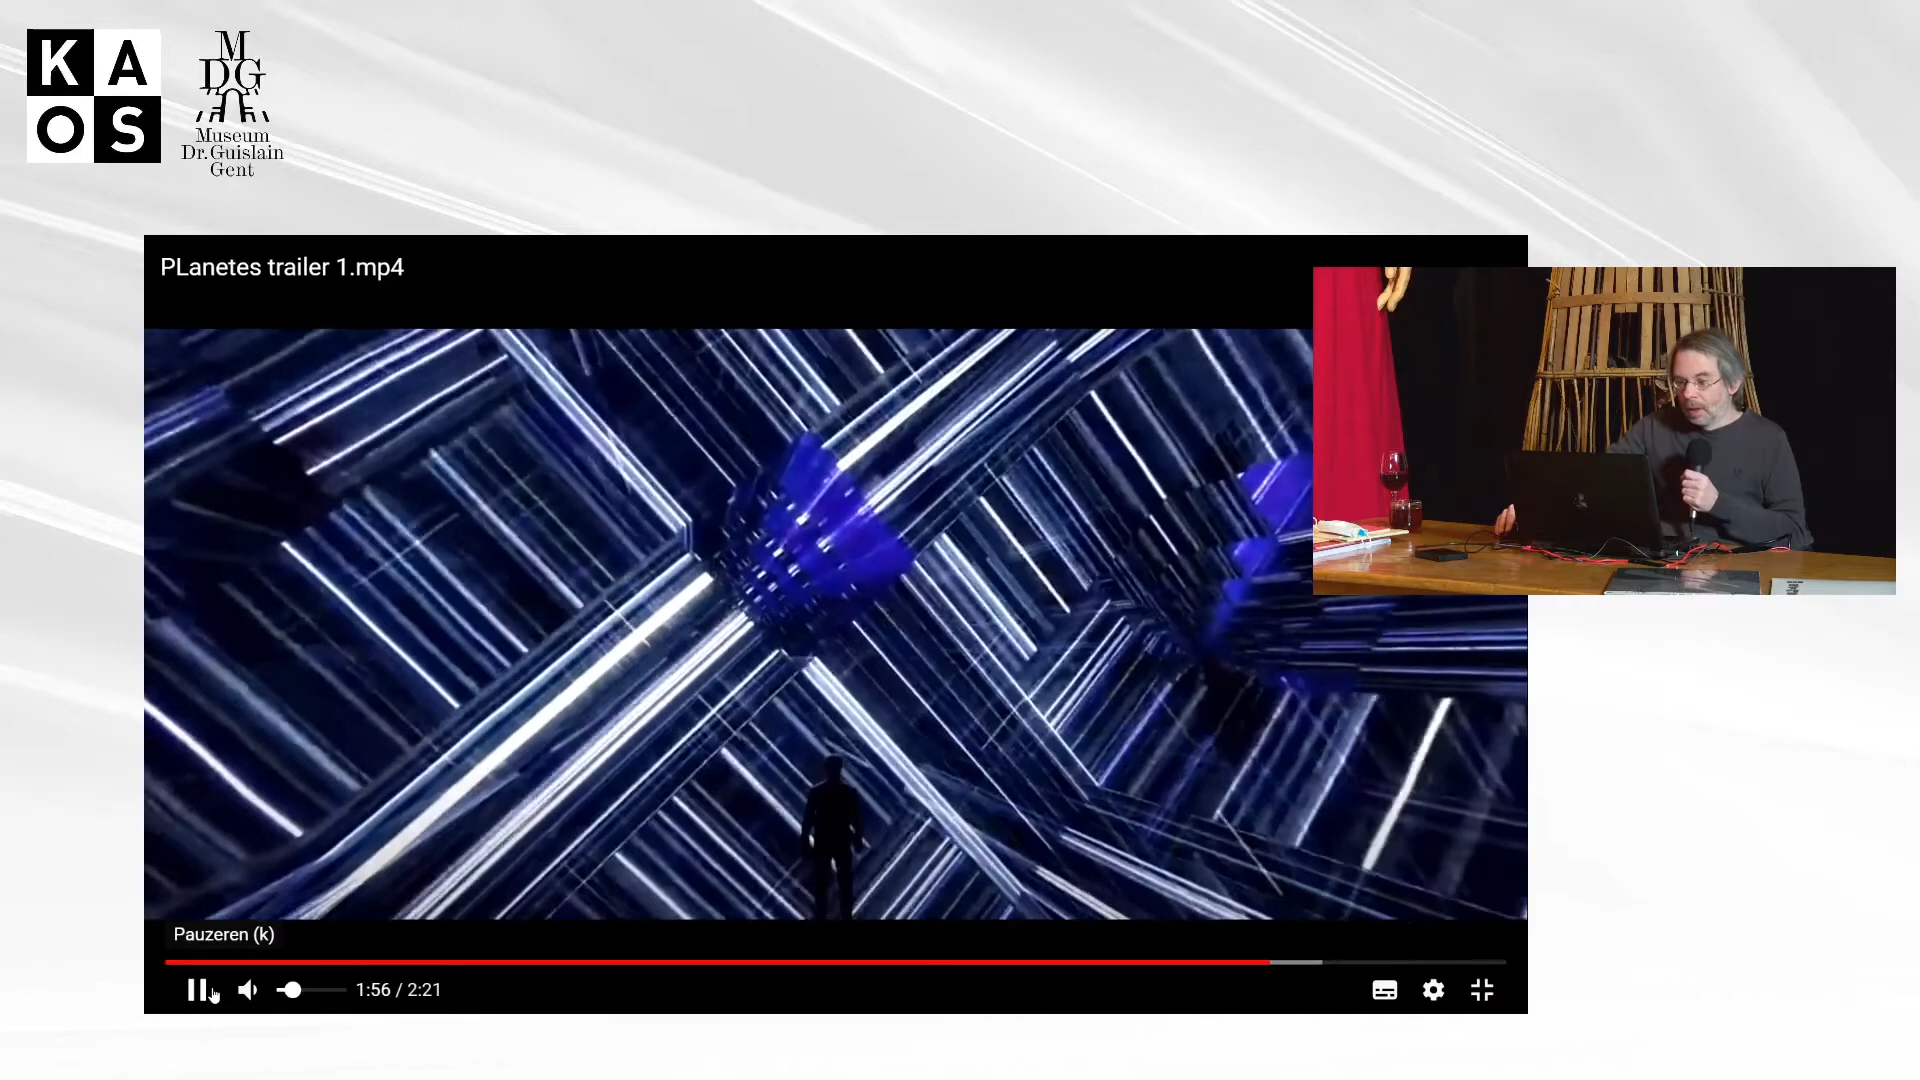 K A
O S
M
DG
Museum
Dr. Guislain
Gent
PLanetes trailer 1.mp4
Pauzeren (k)
1:56 / 2:21